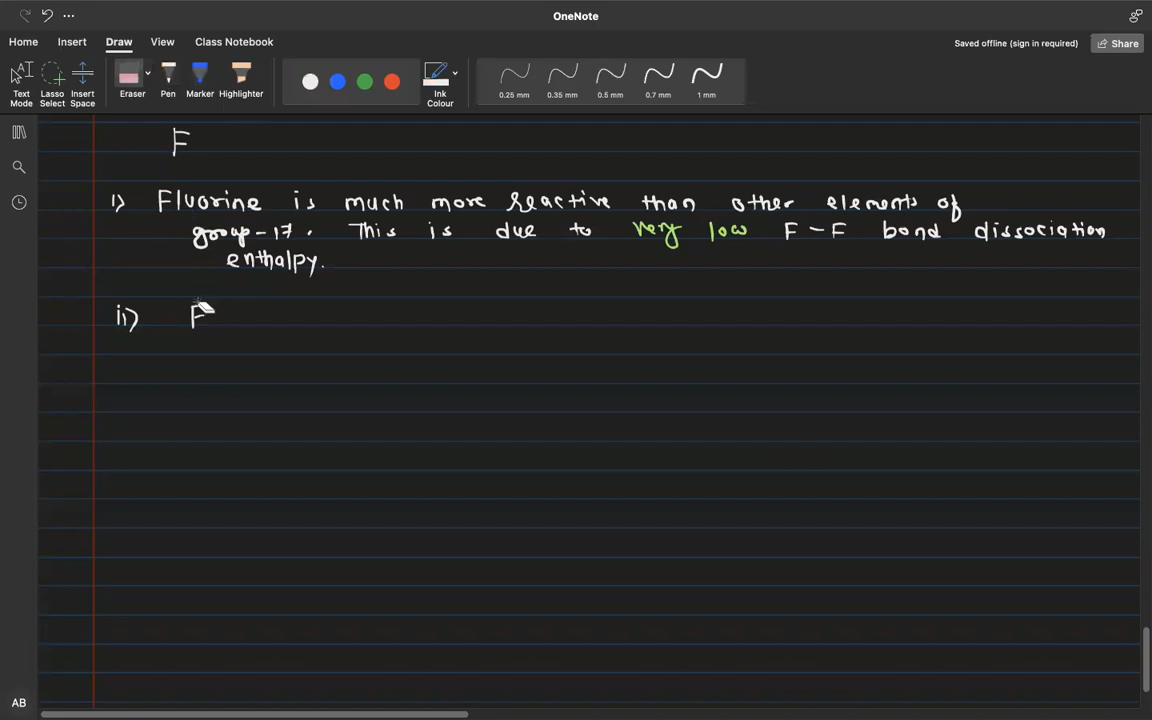 OneNote
Home Insert Draw View Class Notebook
Saved offline (sign in required) Share
Text Mode
Lasso Select
Insert Space
Eraser
Pen
Marker
Highlighter
Ink Colour
0.25 mm 0.35 mm 0.5 mm 0.7 mm 1 mm
F
i) Fluorine is much more reactive than other elements of
group-17. This is due to very low F-F bond dissociation
enthalpy.
ii) F
AB